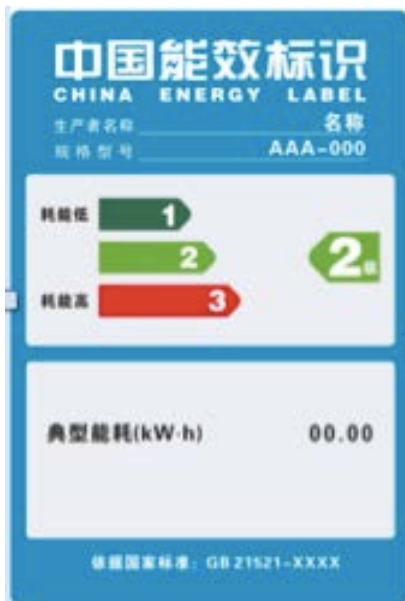 中国能效标识
CHINA ENERGY LABEL
生产者名称 名称
规格型号 AAA-000
耗能低 1
2 2级
耗能高 3
典型能耗(kW·h) 00.00
依据国家标准：GB 21521-XXXX